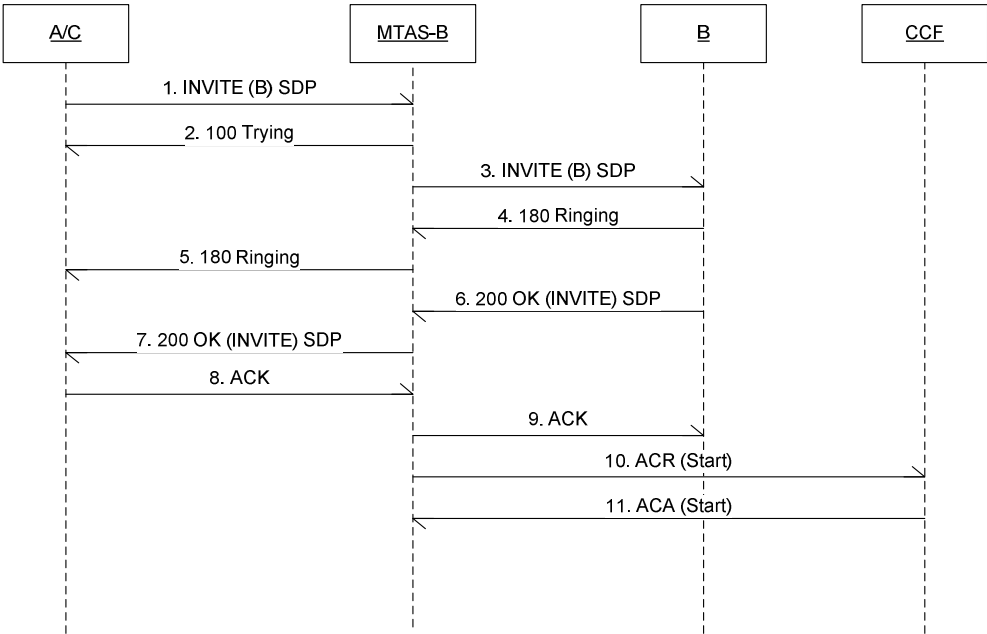 A/C
MTAS-B
B
CCF
1. INVITE (B) SDP
2. 100 Trying
3. INVITE (B) SDP
4. 180 Ringing
5. 180 Ringing
6. 200 OK (INVITE) SDP
7. 200 OK (INVITE) SDP
8. ACK
9. ACK
10. ACR (Start)
11. ACA (Start)